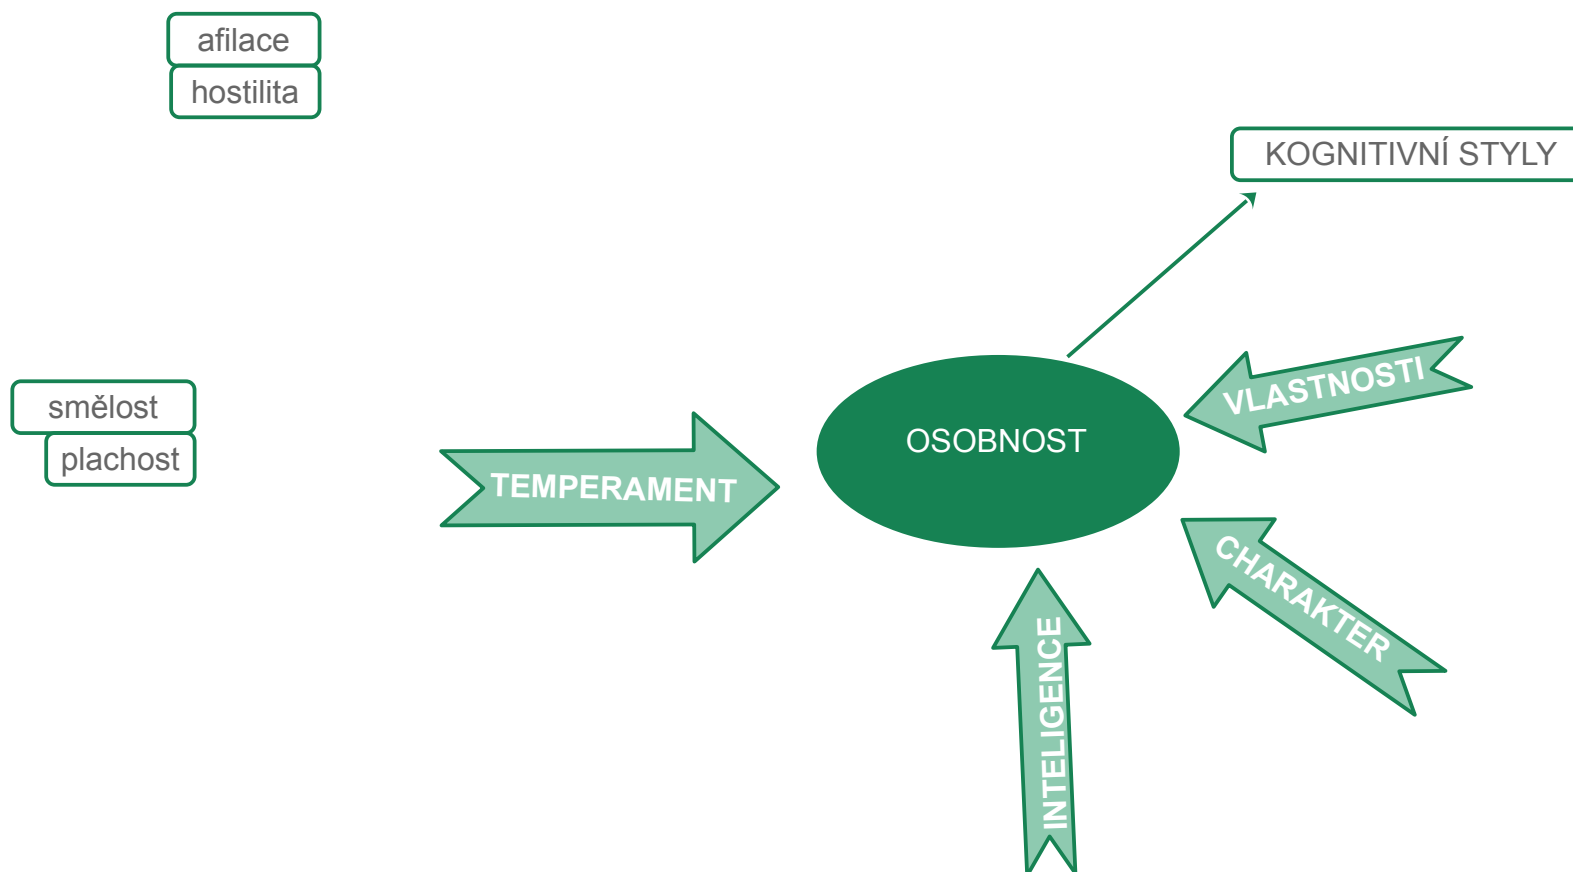 afilace
hostilita
KOGNITIVNÍ STYLY
smělost
plachost
TEMPERAMENT
OSOBNOST
VLASTNOSTI
CHARAKTER
INTELIGENCE